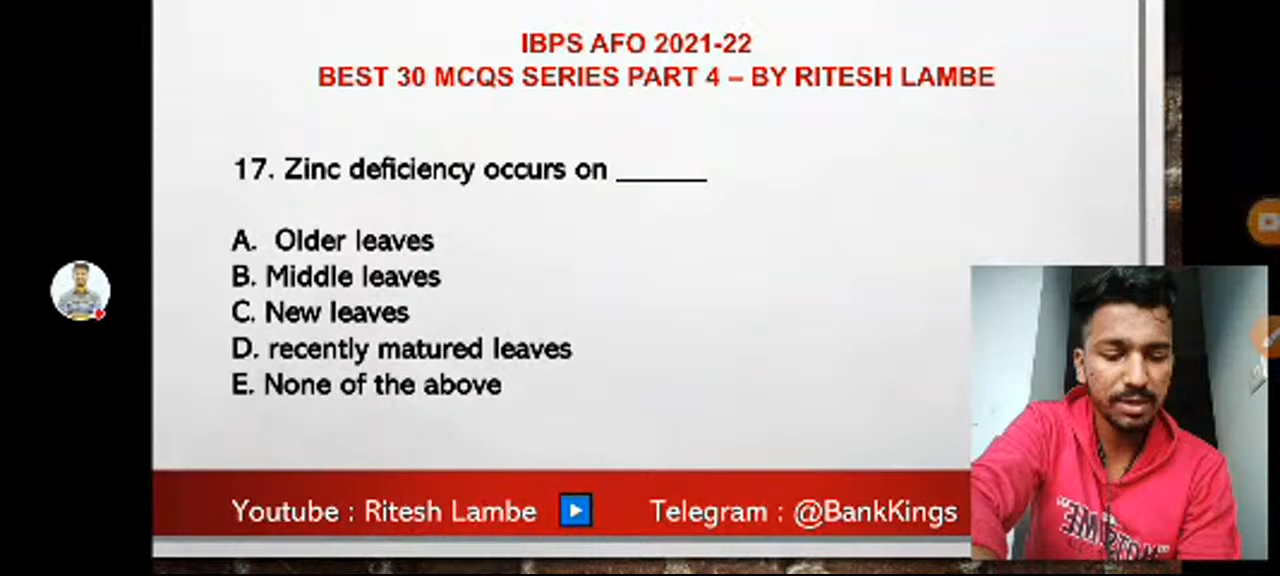 IBPS AFO 2021-22
BEST 30 MCQS SERIES PART 4 – BY RITESH LAMBE
17. Zinc deficiency occurs on ______
A. Older leaves
B. Middle leaves
C. New leaves
D. recently matured leaves
E. None of the above
Youtube : Ritesh Lambe Telegram : @BankKings